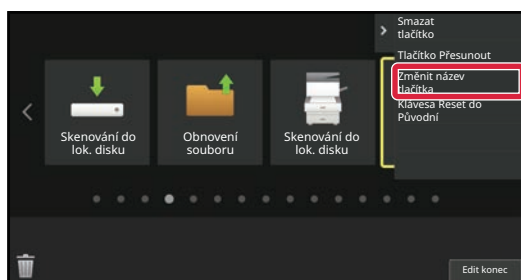 Smazat
tlačítko
Tlačítko Přesunout
Změnit název
tlačítka
Klávesa Reset do
Původní
Skenování do
lok. disku
Obnovení
souboru
Skenování do
lok. disku
Edit konec